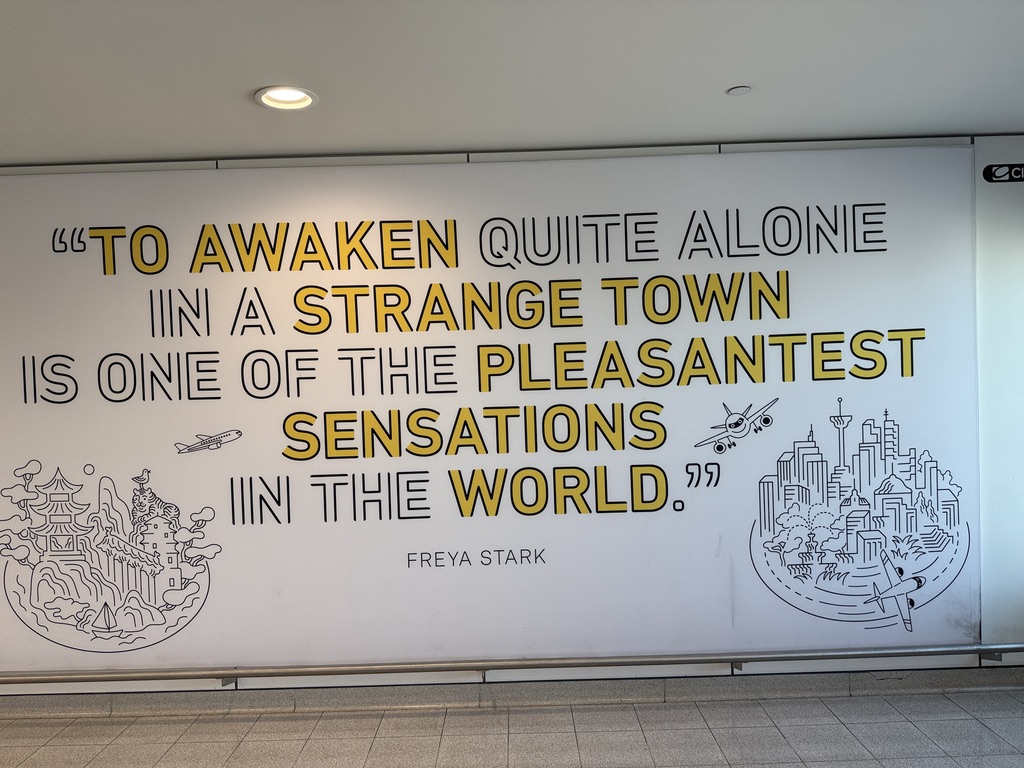 “TO AWAKEN QUITE ALONE
IN A STRANGE TOWN
IS ONE OF THE PLEASANTEST
SENSATIONS
IN THE WORLD.”
FREYA STARK